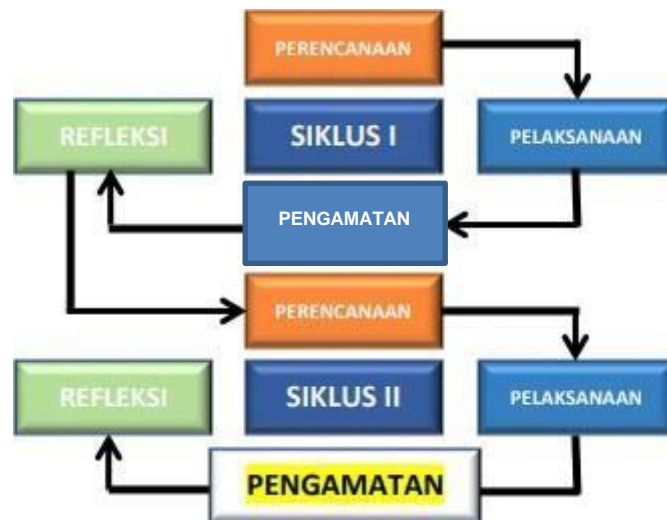 PERENCANAAN
REFLEKSI
SIKLUS I
PELAKSANAAN
PENGAMATAN
PERENCANAAN
REFLEKSI
SIKLUS II
PELAKSANAAN
PENGAMATAN